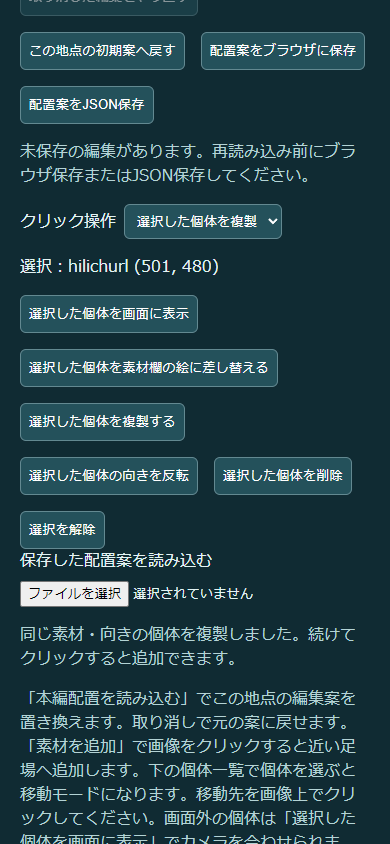 この地点の初期案へ戻す
配置案をブラウザに保存
配置案をJSON保存
未保存の編集があります。再読み込み前にブラ
ウザ保存またはJSON保存してください。
クリック操作 選択した個体を複製
選択：hilichurl (501, 480)
選択した個体を画面に表示
選択した個体を素材欄の絵に差し替える
選択した個体を複製する
選択した個体の向きを反転
選択した個体を削除
選択を解除
保存した配置案を読み込む
ファイルを選択 選択されていません
同じ素材・向きの個体を複製しました。続けて
クリックすると追加できます。
「本編配置を読み込む」でこの地点の編集案を
置き換えます。取り消しで元の案に戻せます。
「素材を追加」で画像をクリックすると近い足
場へ追加します。下の個体一覧で個体を選ぶと
移動モードになります。移動先を画像上でクリ
ックしてください。画面外の個体は「選択した
個体を画面に表示」でカメラを合わせられま